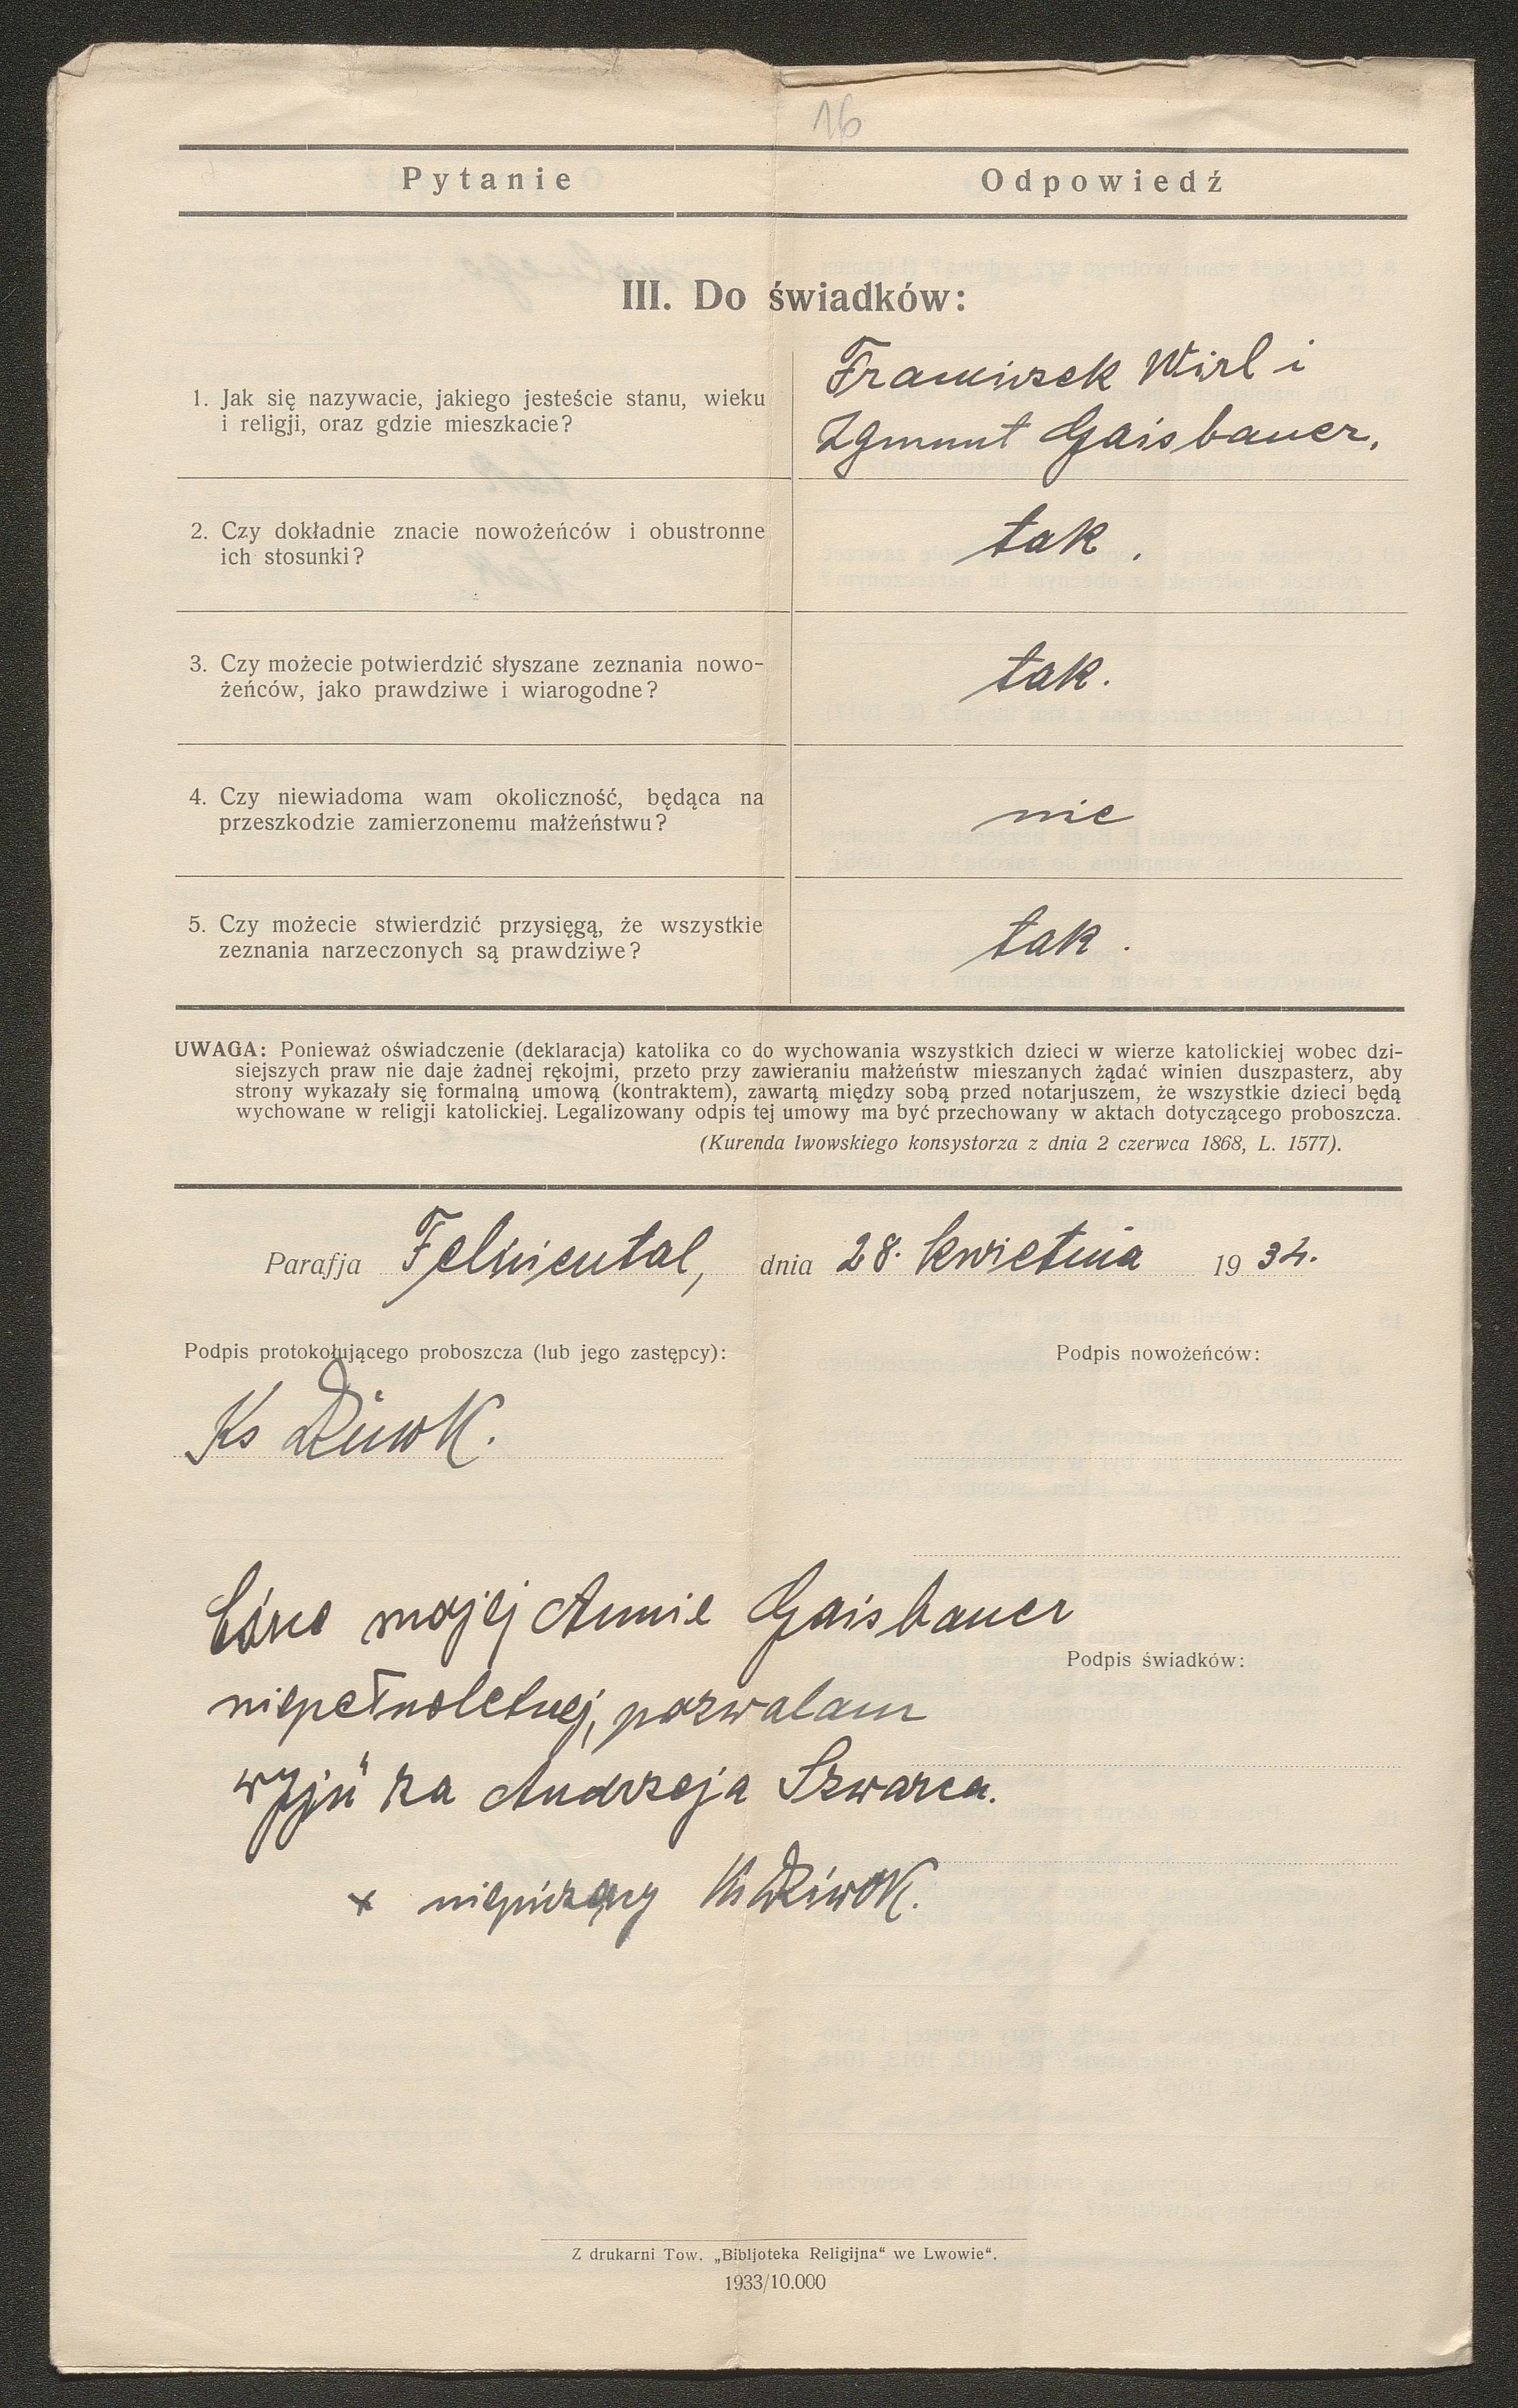 16
Pytanie
Odpowiedź
III. Do świadków:
1. Jak się nazywacie, jakiego jesteście stanu, wieku
i religji, oraz gdzie mieszkacie?
Franciszek Wirl i
Zgmunt Gaisbauer,
2. Czy dokładnie znacie nowożeńców i obustronne
ich stosunki?
tak.
3. Czy możecie potwierdzić słyszane zeznania nowo-
żeńców, jako prawdziwe i wiarogodne?
tak.
4. Czy niewiadoma wam okoliczność, będąca na
przeszkodzie zamierzonemu małżeństwu?
nie
5. Czy możecie stwierdzić przysięgą, że wszystkie
zeznania narzeczonych są prawdziwe?
tak.
UWAGA: Ponieważ oświadczenie (deklaracja) katolika co do wychowania wszystkich dzieci w wierze katolickiej wobec dzi-
siejszych praw nie daje żadnej rękojmi, przeto przy zawieraniu małżeństw mieszanych żądać winien duszpasterz, aby
strony wykazały się formalną umową (kontraktem), zawartą między sobą przed notarjuszem, że wszystkie dzieci będą
wychowane w religji katolickiej. Legalizowany odpis tej umowy ma być przechowany w aktach dotyczącego proboszcza.
(Kurenda lwowskiego konsystorza z dnia 2 czerwca 1868, L. 1577).
Parafja Feliziental, dnia 28. kwietnia 1934.
Podpis protokołującego proboszcza (lub jego zastępcy):
Podpis nowożeńców:
Ks Dziwok.
Córce mojej Annie Gaisbauer
Podpis świadków:
niepełnoletnej, pozwalam
wyjść za Andrzeja Szwarca.
x niepiszący Ks Dziwok.
Z drukarni Tow. „Bibljoteka Religijna“ we Lwowie“.
1933/10.000